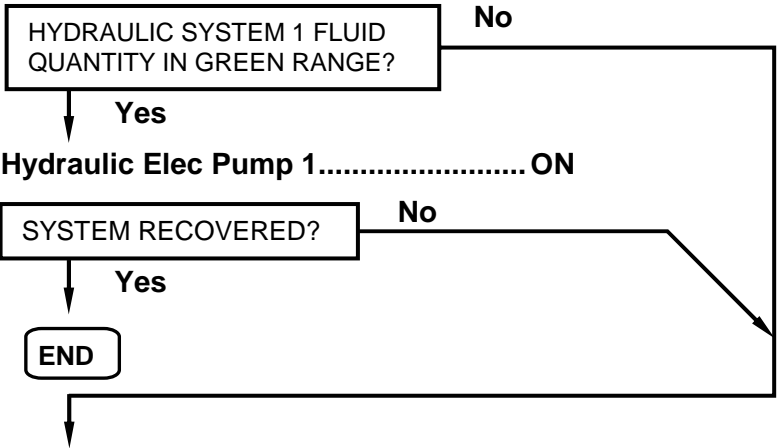 No
HYDRAULIC SYSTEM 1 FLUID
QUANTITY IN GREEN RANGE?
Yes
Hydraulic Elec Pump 1......................... ON
No
SYSTEM RECOVERED?
Yes
END